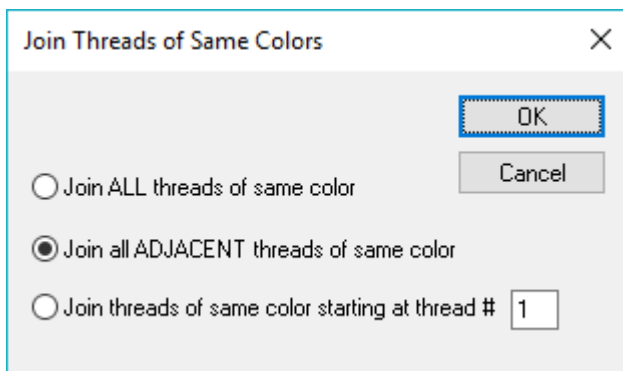 Join Threads of Same Colors
OK
Cancel
Join ALL threads of same color
Join all ADJACENT threads of same color
Join threads of same color starting at thread # 1